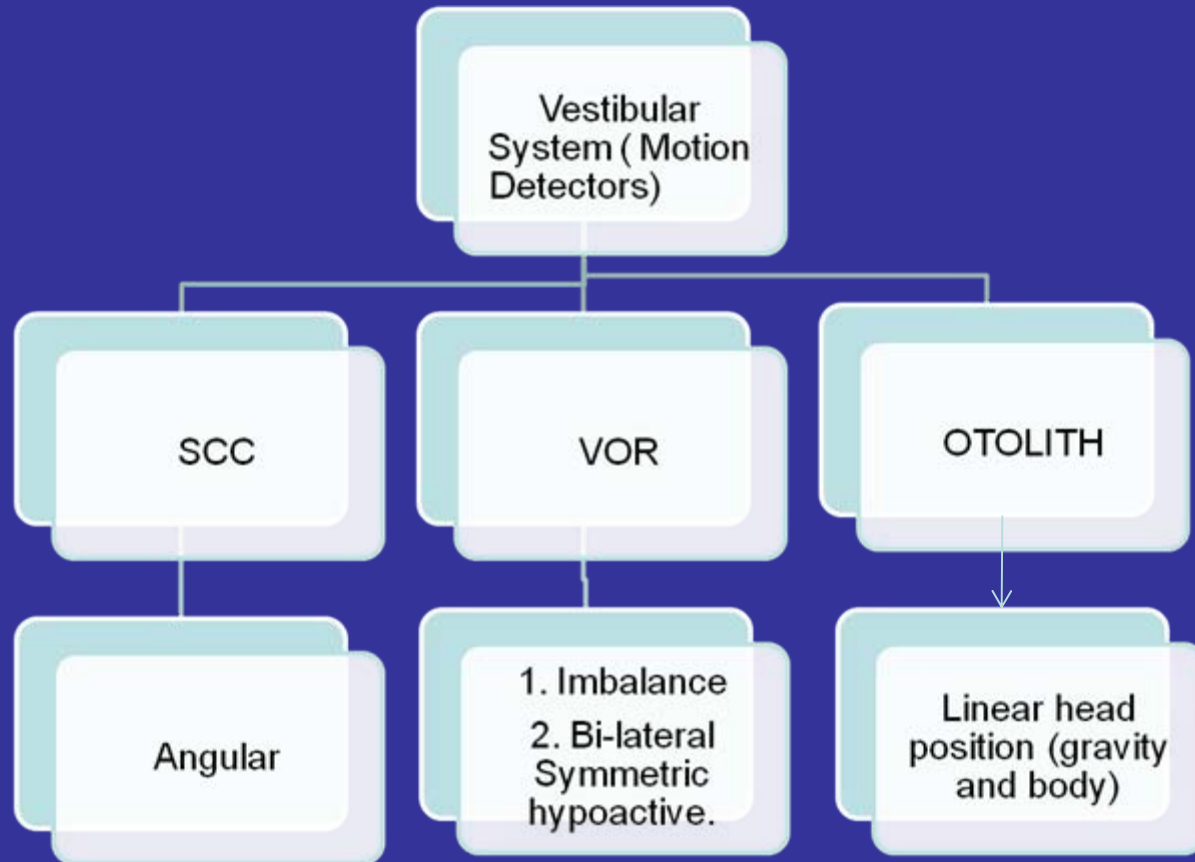 Vestibular
System ( Motion
Detectors)
SCC
VOR
OTOLITH
Angular
1. Imbalance
2. Bi-lateral
Symmetric
hypoactive.
Linear head
position (gravity
and body)